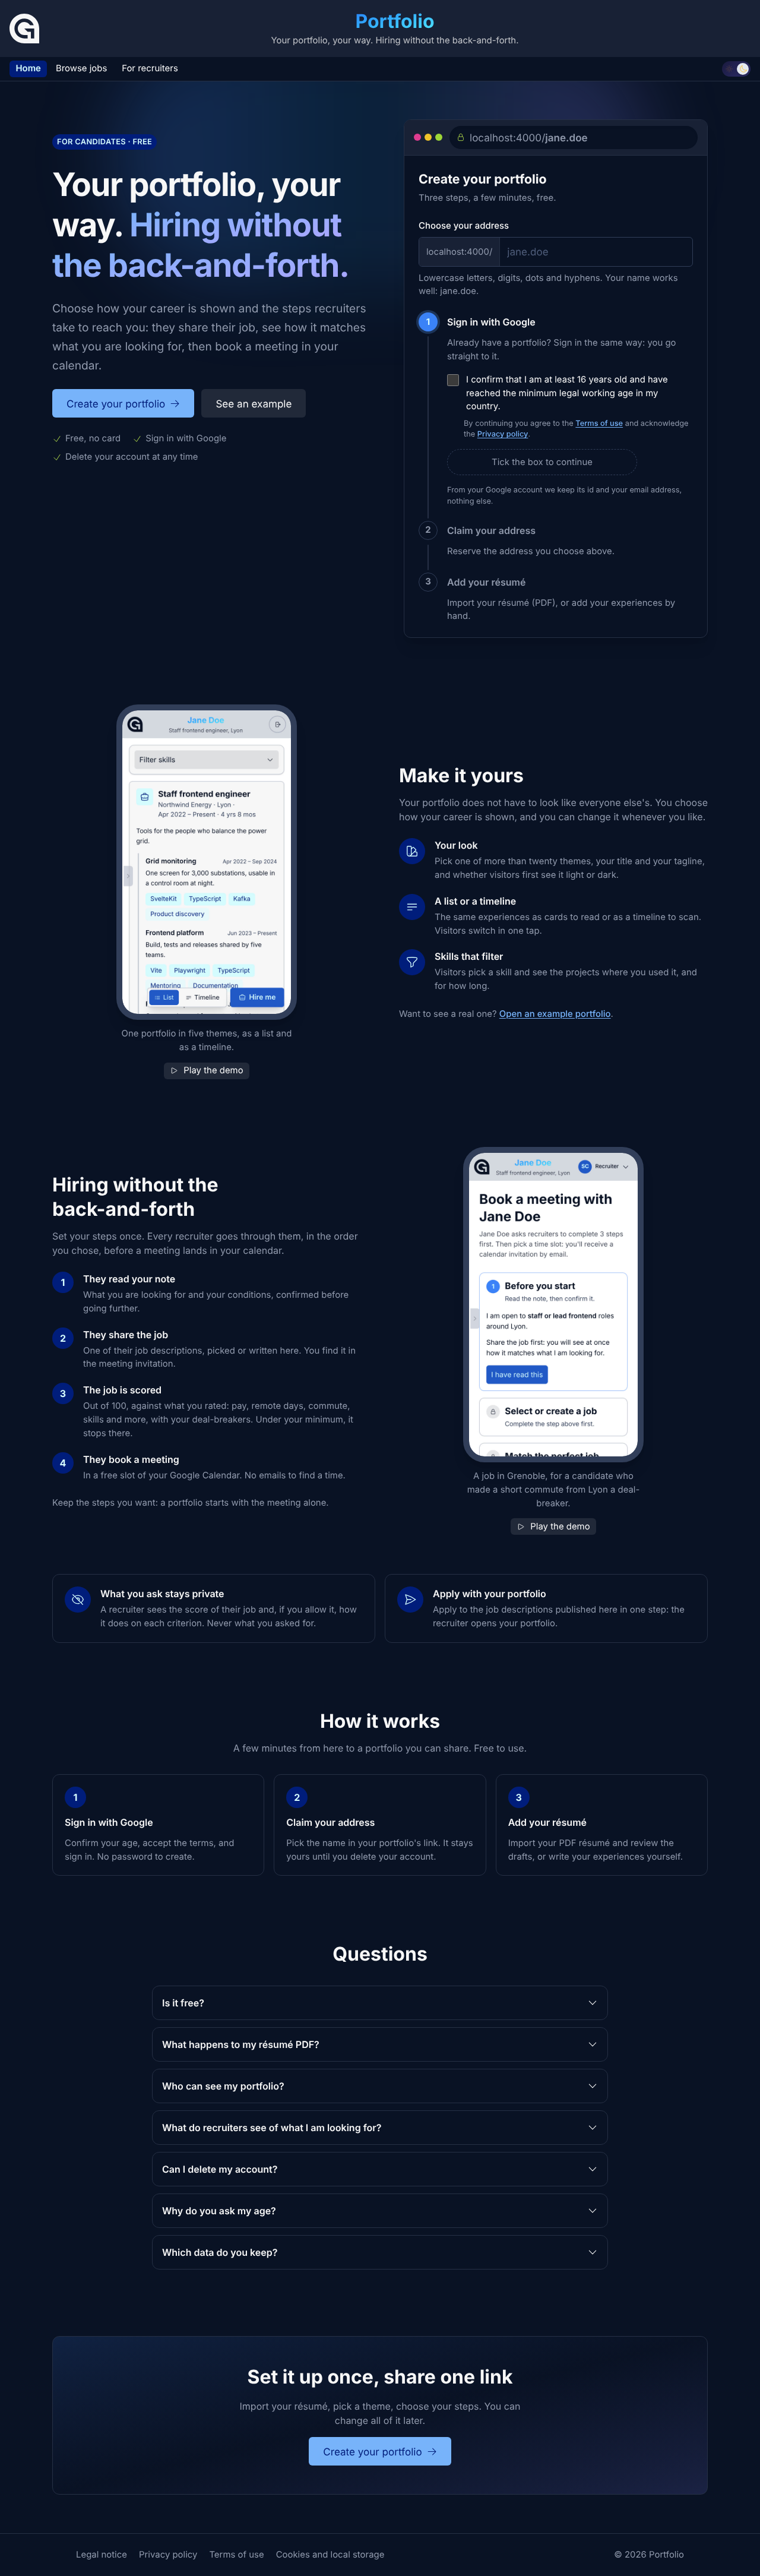 Portfolio
Your portfolio, your way. Hiring without the back-and-forth.
Home
Browse jobs
For recruiters
FOR CANDIDATES · FREE
Your portfolio, your
way. Hiring without
the back-and-forth.
Choose how your career is shown and the steps recruiters
take to reach you: they share their job, see how it matches
what you are looking for, then book a meeting in your
calendar.
Create your portfolio
See an example
Free, no card
Sign in with Google
Delete your account at any time
localhost:4000/jane.doe
Create your portfolio
Three steps, a few minutes, free.
Choose your address
localhost:4000/
jane.doe
Lowercase letters, digits, dots and hyphens. Your name works
well: jane.doe.
1
Sign in with Google
Already have a portfolio? Sign in the same way: you go
straight to it.
I confirm that I am at least 16 years old and have
reached the minimum legal working age in my
country.
By continuing you agree to the Terms of use and acknowledge
the Privacy policy.
Tick the box to continue
From your Google account we keep its id and your email address,
nothing else.
2
Claim your address
Reserve the address you choose above.
3
Add your résumé
Import your résumé (PDF), or add your experiences by
hand.
Jane Doe
Staff frontend engineer, Lyon
Filter skills
Staff frontend engineer
Northwind Energy · Lyon ·
Apr 2022 – Present · 4 yrs 8 mos
Tools for the people who balance the power
grid.
Grid monitoring
Apr 2022 – Sep 2024
One screen for 3,000 substations, usable in
a control room at night.
SvelteKit
TypeScript
Kafka
Product discovery
Frontend platform
Jun 2023 – Present
Build, tests and releases shared by five
teams.
Vite
Playwright
TypeScript
Mentoring
Documentation
List
Timeline
Hire me
One portfolio in five themes, as a list and
as a timeline.
Play the demo
Make it yours
Your portfolio does not have to look like everyone else's. You choose
how your career is shown, and you can change it whenever you like.
Your look
Pick one of more than twenty themes, your title and your tagline,
and whether visitors first see it light or dark.
A list or a timeline
The same experiences as cards to read or as a timeline to scan.
Visitors switch in one tap.
Skills that filter
Visitors pick a skill and see the projects where you used it, and
for how long.
Want to see a real one? Open an example portfolio.
Hiring without the
back-and-forth
Set your steps once. Every recruiter goes through them, in the order
you chose, before a meeting lands in your calendar.
1
They read your note
What you are looking for and your conditions, confirmed before
going further.
2
They share the job
One of their job descriptions, picked or written here. You find it in
the meeting invitation.
3
The job is scored
Out of 100, against what you rated: pay, remote days, commute,
skills and more, with your deal-breakers. Under your minimum, it
stops there.
4
They book a meeting
In a free slot of your Google Calendar. No emails to find a time.
Keep the steps you want: a portfolio starts with the meeting alone.
Jane Doe
Staff frontend engineer, Lyon
SC
Recruiter
Book a meeting with
Jane Doe
Jane Doe asks recruiters to complete 3 steps
first. Then pick a time slot: you'll receive a
calendar invitation by email.
1
Before you start
Read the note, then confirm it.
I am open to staff or lead frontend roles
around Lyon.
Share the job first: you will see at once
how it matches what I am looking for.
I have read this
Select or create a job
Complete the step above first.
Match the perfect job
A job in Grenoble, for a candidate who
made a short commute from Lyon a deal-
breaker.
Play the demo
What you ask stays private
A recruiter sees the score of their job and, if you allow it, how
it does on each criterion. Never what you asked for.
Apply with your portfolio
Apply to the job descriptions published here in one step: the
recruiter opens your portfolio.
How it works
A few minutes from here to a portfolio you can share. Free to use.
1
Sign in with Google
Confirm your age, accept the terms, and
sign in. No password to create.
2
Claim your address
Pick the name in your portfolio's link. It stays
yours until you delete your account.
3
Add your résumé
Import your PDF résumé and review the
drafts, or write your experiences yourself.
Questions
Is it free?
What happens to my résumé PDF?
Who can see my portfolio?
What do recruiters see of what I am looking for?
Can I delete my account?
Why do you ask my age?
Which data do you keep?
Set it up once, share one link
Import your résumé, pick a theme, choose your steps. You can
change all of it later.
Create your portfolio
Legal notice
Privacy policy
Terms of use
Cookies and local storage
© 2026 Portfolio